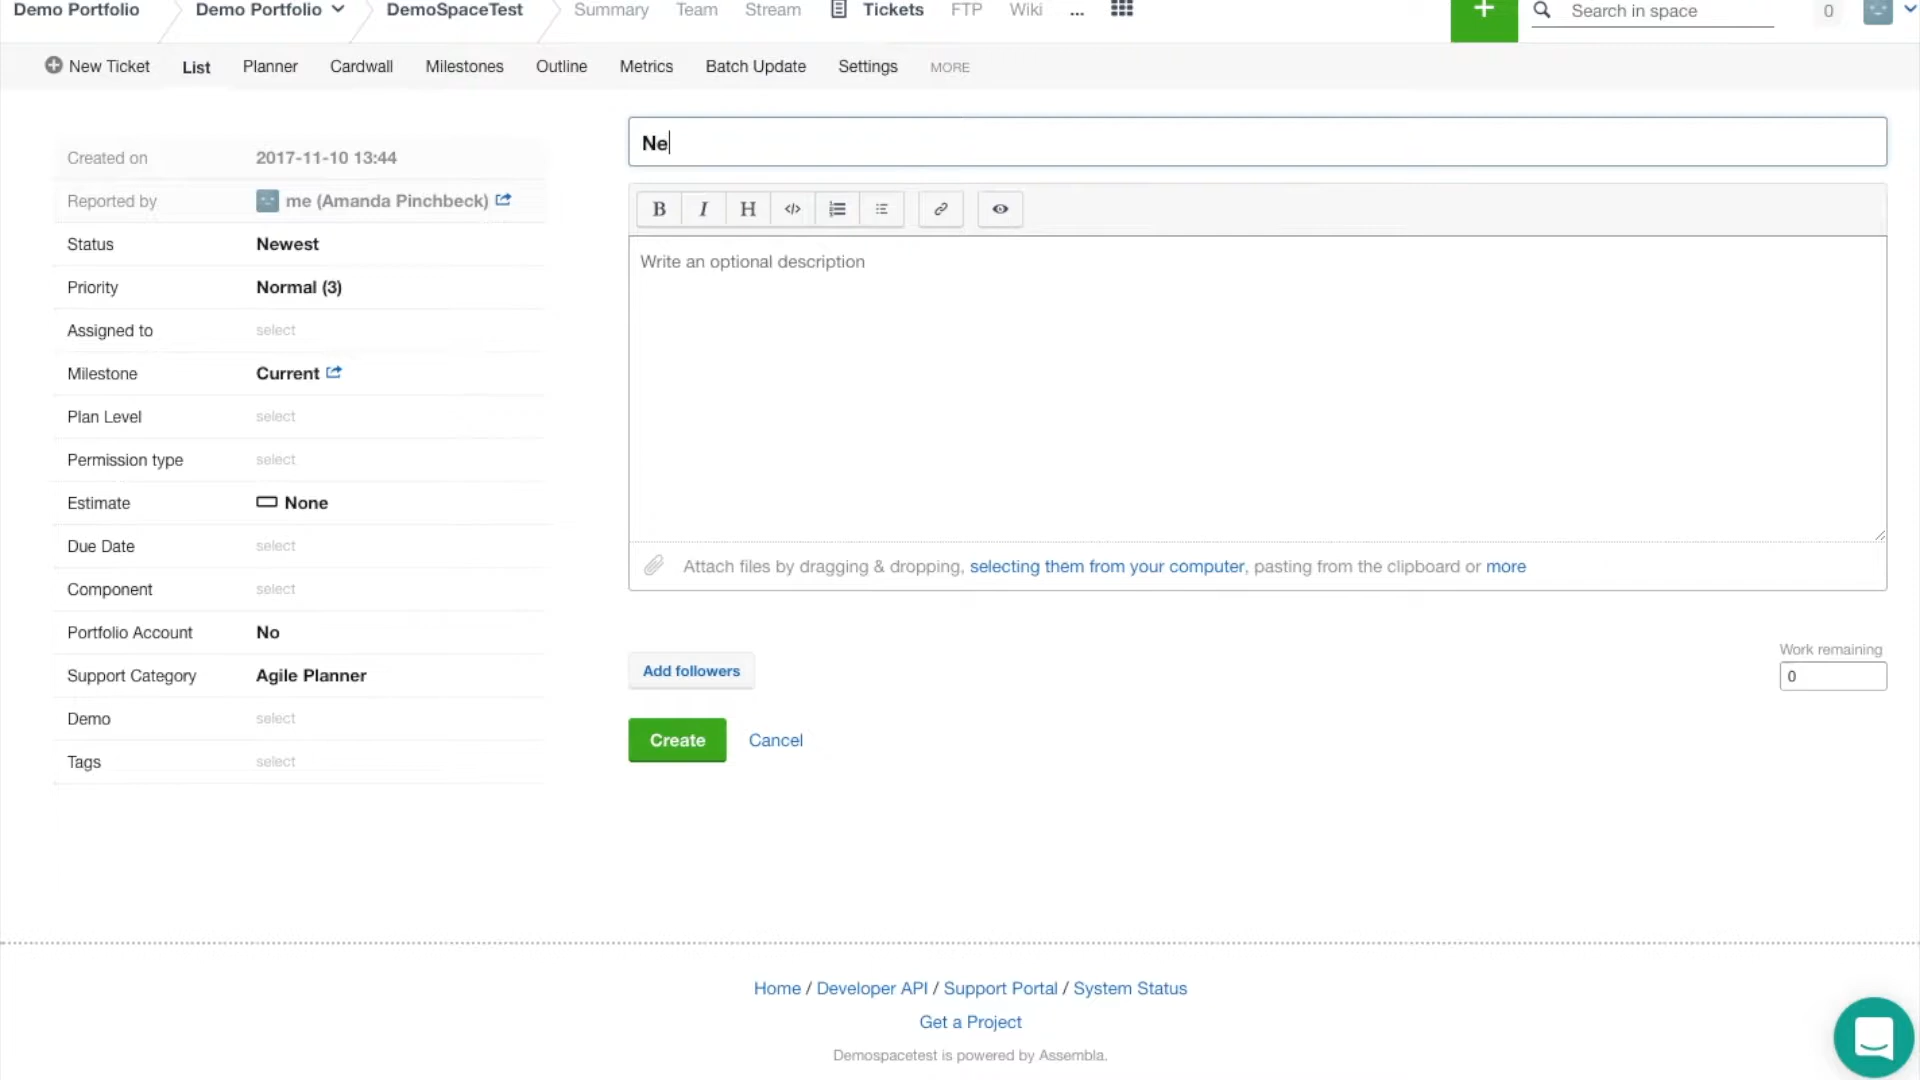 Demo Portfolio Demo Portfolio DemoSpaceTest Summary Team Stream Tickets FTP Wiki ... + Search in space 0
New Ticket List Planner Cardwall Milestones Outline Metrics Batch Update Settings MORE
Ne
Created on 2017-11-10 13:44
Reported by me (Amanda Pinchbeck)
B I H </>
Status Newest
Write an optional description
Priority Normal (3)
Assigned to select
Milestone Current
Plan Level select
Permission type select
Estimate None
Due Date select
Attach files by dragging & dropping, selecting them from your computer, pasting from the clipboard or more
Component select
Portfolio Account No
Work remaining
Support Category Agile Planner
Add followers
0
Demo select
Create Cancel
Tags select
Home / Developer API / Support Portal / System Status
Get a Project
Demospacetest is powered by Assembla.